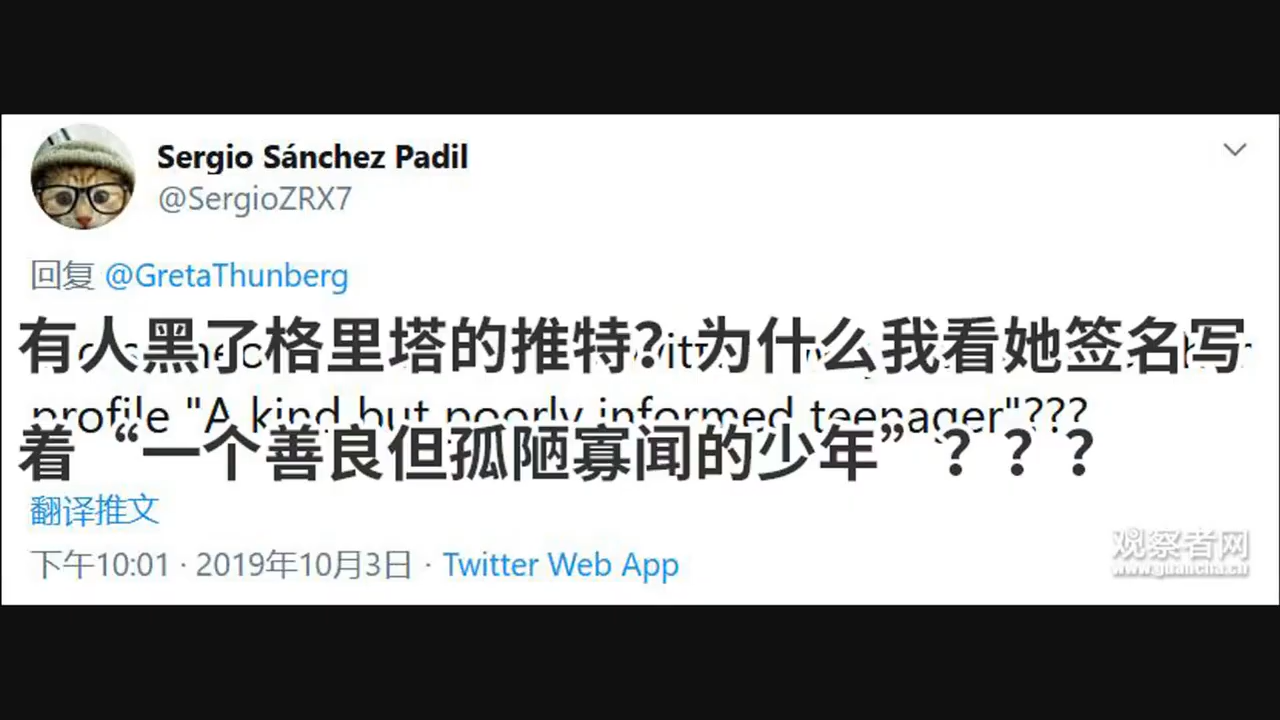 Sergio Sánchez Padil
@SergioZRX7
回复 @GretaThunberg
有人黑了格里塔的推特？为什么我看她签名写
profile "A kind but poorly informed teenager"???
着“一个善良但孤陋寡闻的少年”？？？
翻译推文
下午10:01 · 2019年10月3日 · Twitter Web App
观察者网
www.guancha.cn